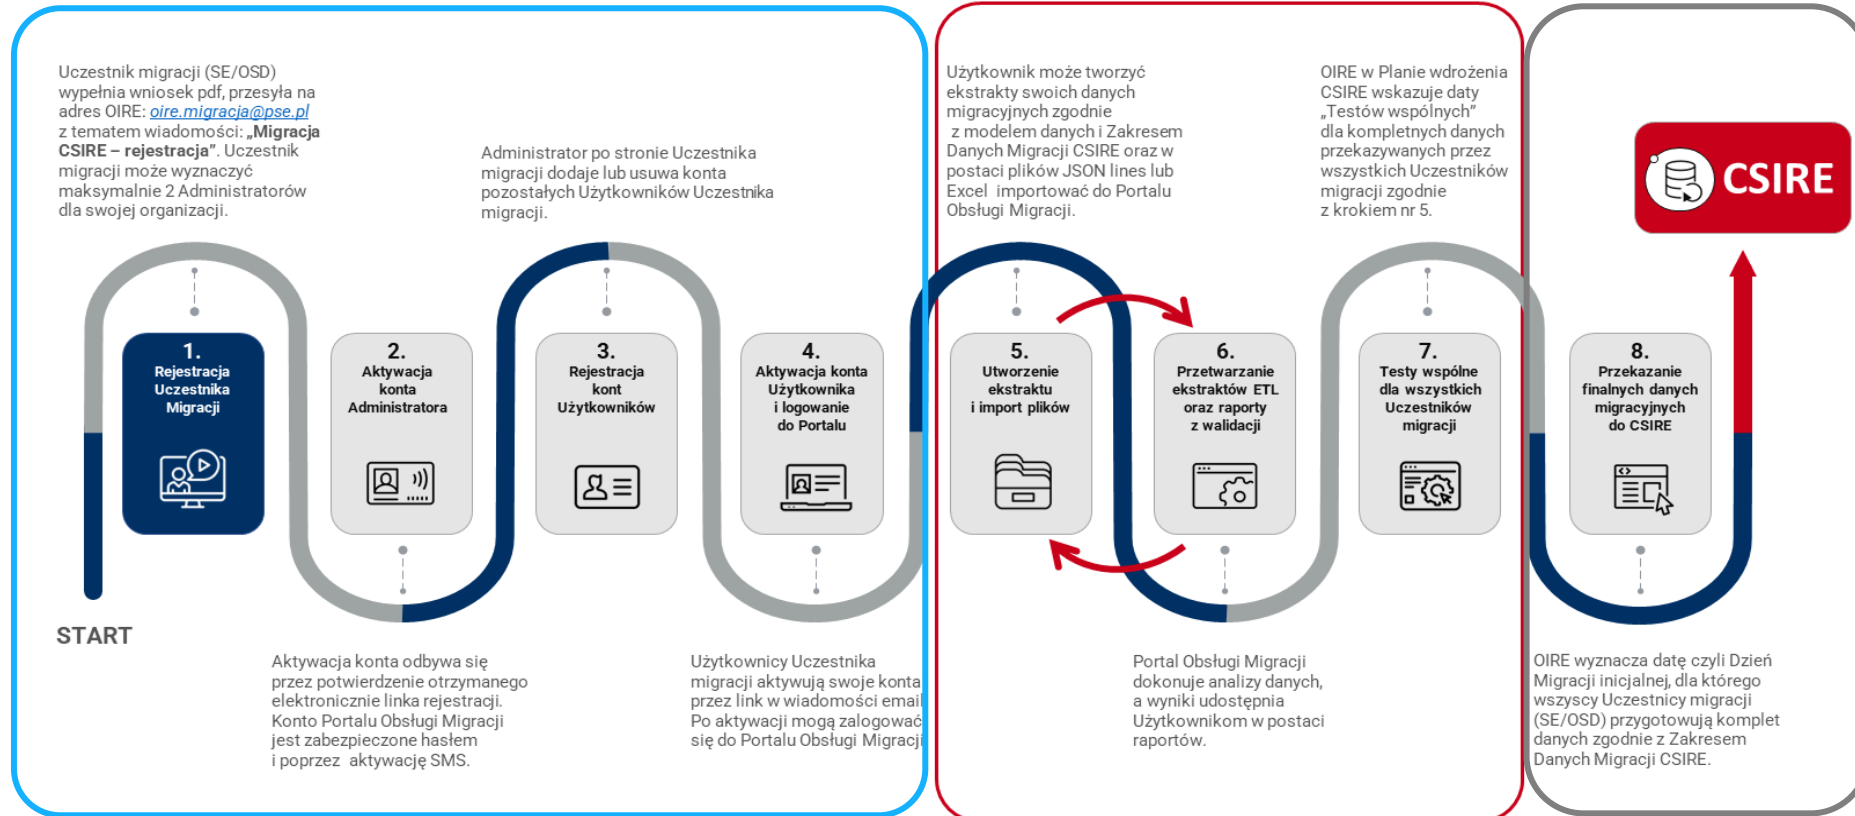 Uczestnik migracji (SE/OSD)
wypełnia wniosek pdf, przesyła na
adres OIRE: oire.migracja@pse.pl
z tematem wiadomości: „Migracja
CSIRE – rejestracja”. Uczestnik
migracji może wyznaczyć
maksymalnie 2 Administratorów
dla swojej organizacji.
Administrator po stronie Uczestnika
migracji dodaje lub usuwa konta
pozostałych Użytkowników Uczestnika
migracji.
Użytkownik może tworzyć
ekstrakty swoich danych
migracyjnych zgodnie
z modelem danych i Zakresem
Danych Migracji CSIRE oraz w
postaci plików JSON lines lub
Excel importować do Portalu
Obsługi Migracji.
OIRE w Planie wdrożenia
CSIRE wskazuje daty
„Testów wspólnych”
dla kompletnych danych
przekazywanych przez
wszystkich Uczestników
migracji zgodnie
z krokiem nr 5.
CSIRE
1.
Rejestracja
Uczestnika
Migracji
2.
Aktywacja
konta
Administratora
3.
Rejestracja
kont
Użytkowników
4.
Aktywacja konta
Użytkownika
i logowanie
do Portalu
5.
Utworzenie
ekstraktu
i import plików
6.
Przetwarzanie
ekstraktów ETL
oraz raporty
z walidacji
7.
Testy wspólne
dla wszystkich
Uczestników
migracji
8.
Przekazanie
finalnych danych
migracyjnych
do CSIRE
START
Aktywacja konta odbywa się
przez potwierdzenie otrzymanego
elektronicznie linka rejestracji.
Konto Portalu Obsługi Migracji
jest zabezpieczone hasłem
i poprzez aktywację SMS.
Użytkownicy Uczestnika
migracji aktywują swoje konta
przez link w wiadomości email
Po aktywacji mogą zalogować
się do Portalu Obsługi Migracji
Portal Obsługi Migracji
dokonuje analizy danych,
a wyniki udostępnia
Użytkownikom w postaci
raportów.
OIRE wyznacza datę czyli Dzień
Migracji inicjalnej, dla którego
wszyscy Uczestnicy migracji
(SE/OSD) przygotowują komplet
danych zgodnie z Zakresem
Danych Migracji CSIRE.